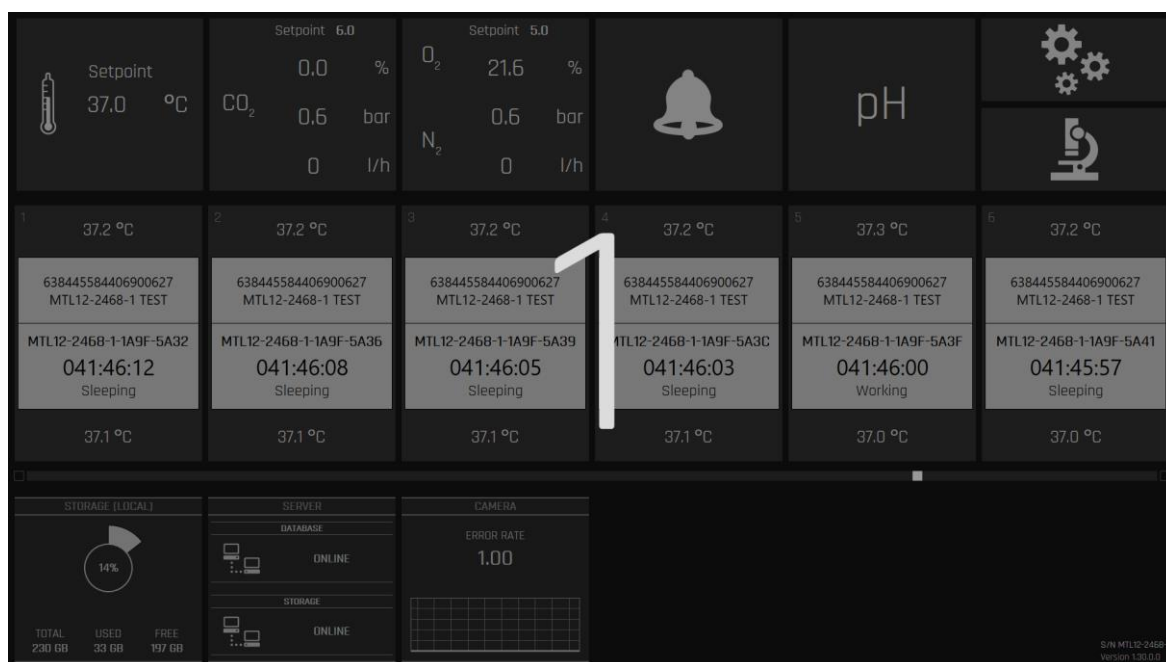 Setpoint
37.0 °C
Setpoint 6.0
0.0 %
CO2
0.6 bar
0 l/h
Setpoint 5.0
O2
21.6 %
0.6 bar
N2
0 l/h
pH
1
37.2 °C
638445584406900627
MTL12-2468-1 TEST
MTL12-2468-1-1A9F-5A32
041:46:12
Sleeping
37.1 °C
2
37.2 °C
638445584406900627
MTL12-2468-1 TEST
MTL12-2468-1-1A9F-5A36
041:46:08
Sleeping
37.1 °C
3
37.2 °C
638445584406900627
MTL12-2468-1 TEST
MTL12-2468-1-1A9F-5A39
041:46:05
Sleeping
37.1 °C
1
4
37.2 °C
638445584406900627
MTL12-2468-1 TEST
MTL12-2468-1-1A9F-5A3C
041:46:03
Sleeping
37.1 °C
5
37.3 °C
638445584406900627
MTL12-2468-1 TEST
MTL12-2468-1-1A9F-5A3F
041:46:00
Working
37.0 °C
6
37.2 °C
638445584406900627
MTL12-2468-1 TEST
MTL12-2468-1-1A9F-5A41
041:45:57
Sleeping
37.0 °C
STORAGE (LOCAL)
14%
TOTAL USED FREE
230 GB 33 GB 197 GB
SERVER
DATABASE
ONLINE
STORAGE
ONLINE
CAMERA
ERROR RATE
1.00
S/N MTL12-2468-
Version 1.30.0.0